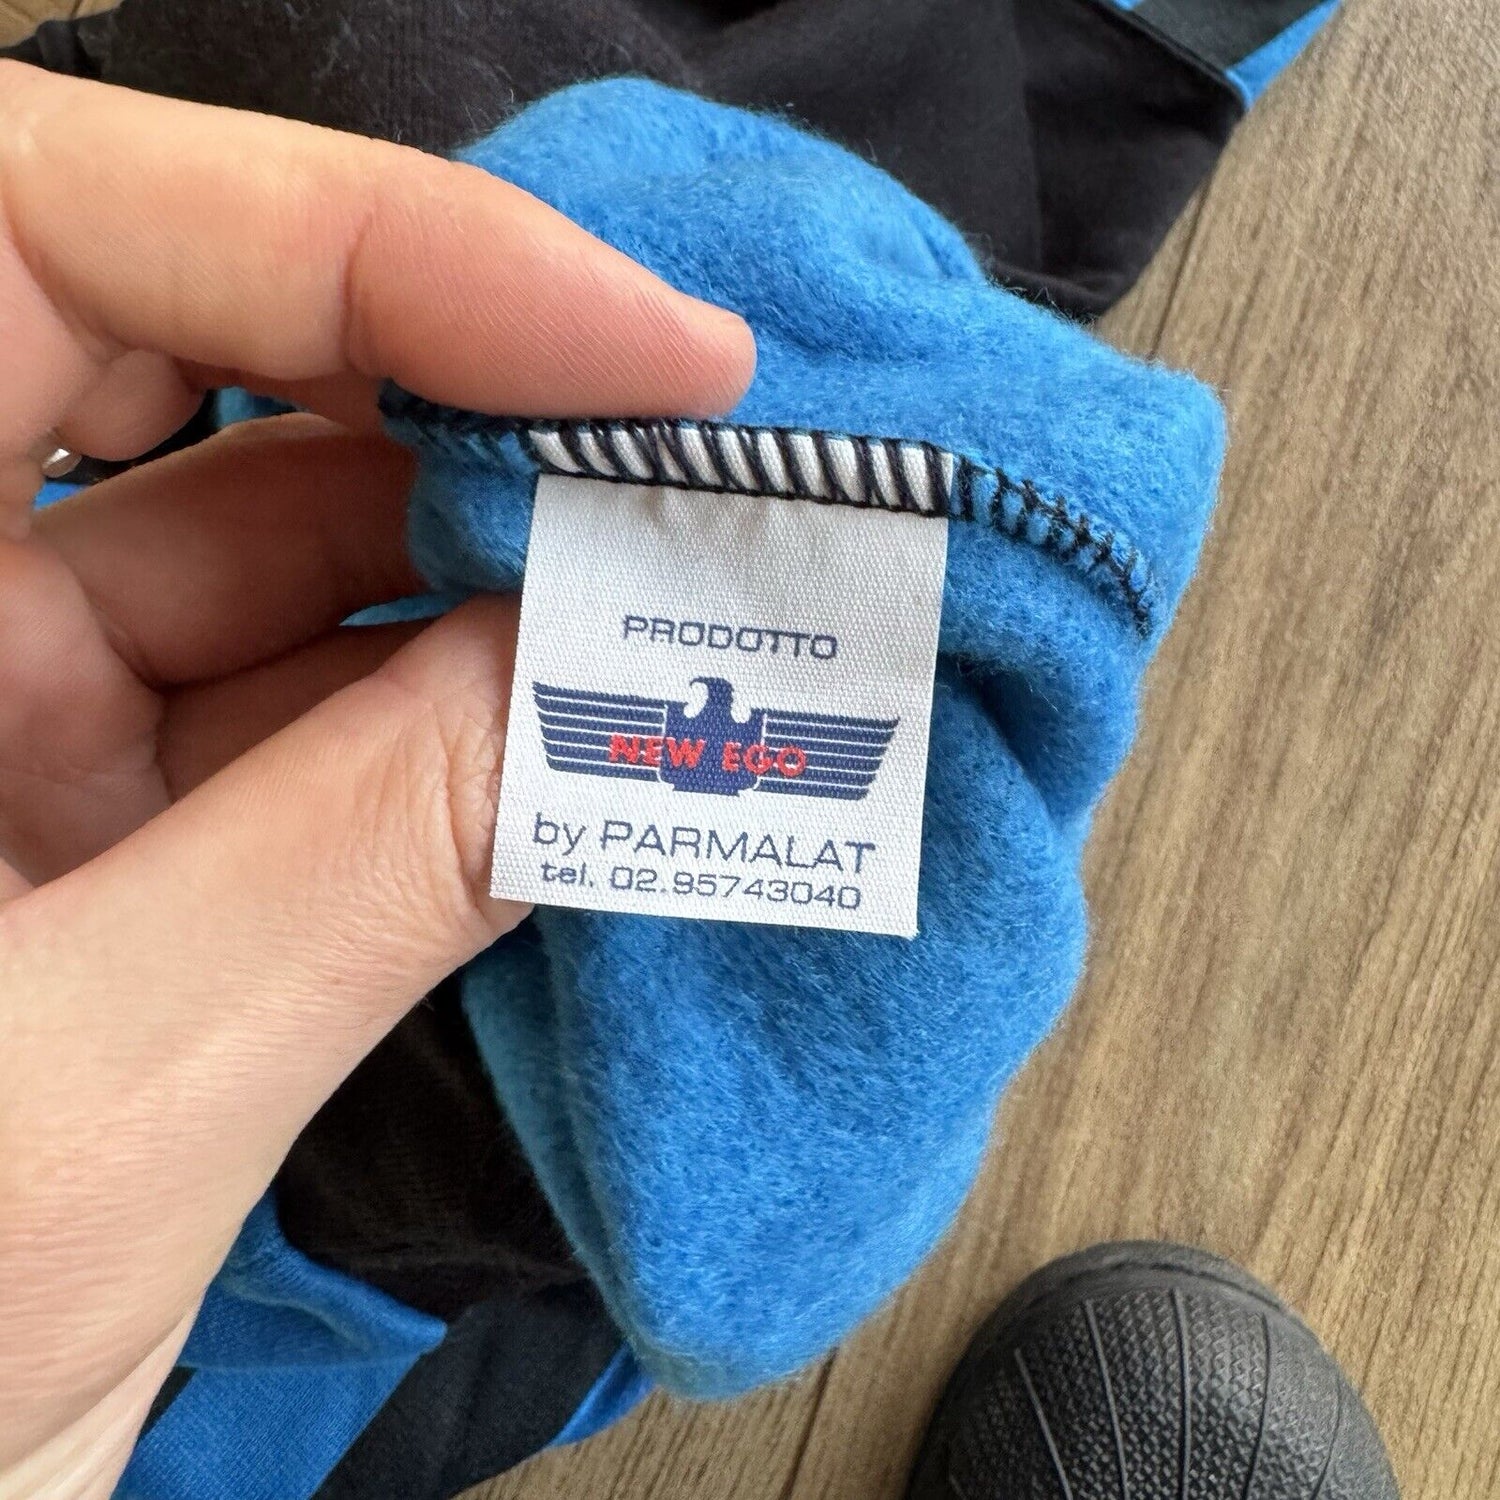 PRODOTTO
NEW EGO
by PARMALAT
tel. 02.95743040